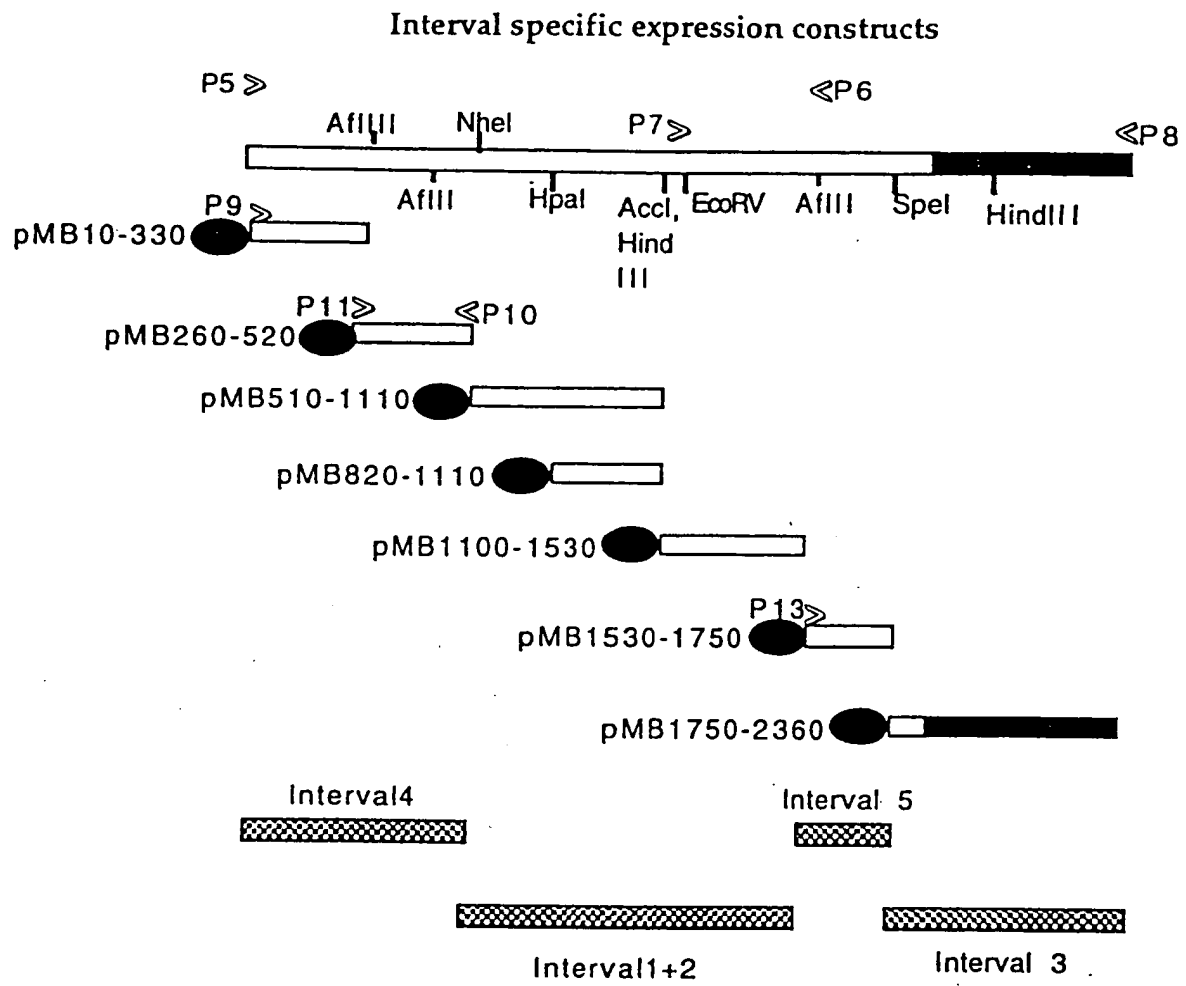 Interval specific expression constructs
P5
P6
AflIII
NheI
P7
P8
AflII
HpaI
AccI,
Hind
III
EcoRV
AflII
SpeI
HindIII
P9
pMB10-330
P11
P10
pMB260-520
pMB510-1110
pMB820-1110
pMB1100-1530
P13
pMB1530-1750
pMB1750-2360
Interval4
Interval 5
Interval1+2
Interval 3